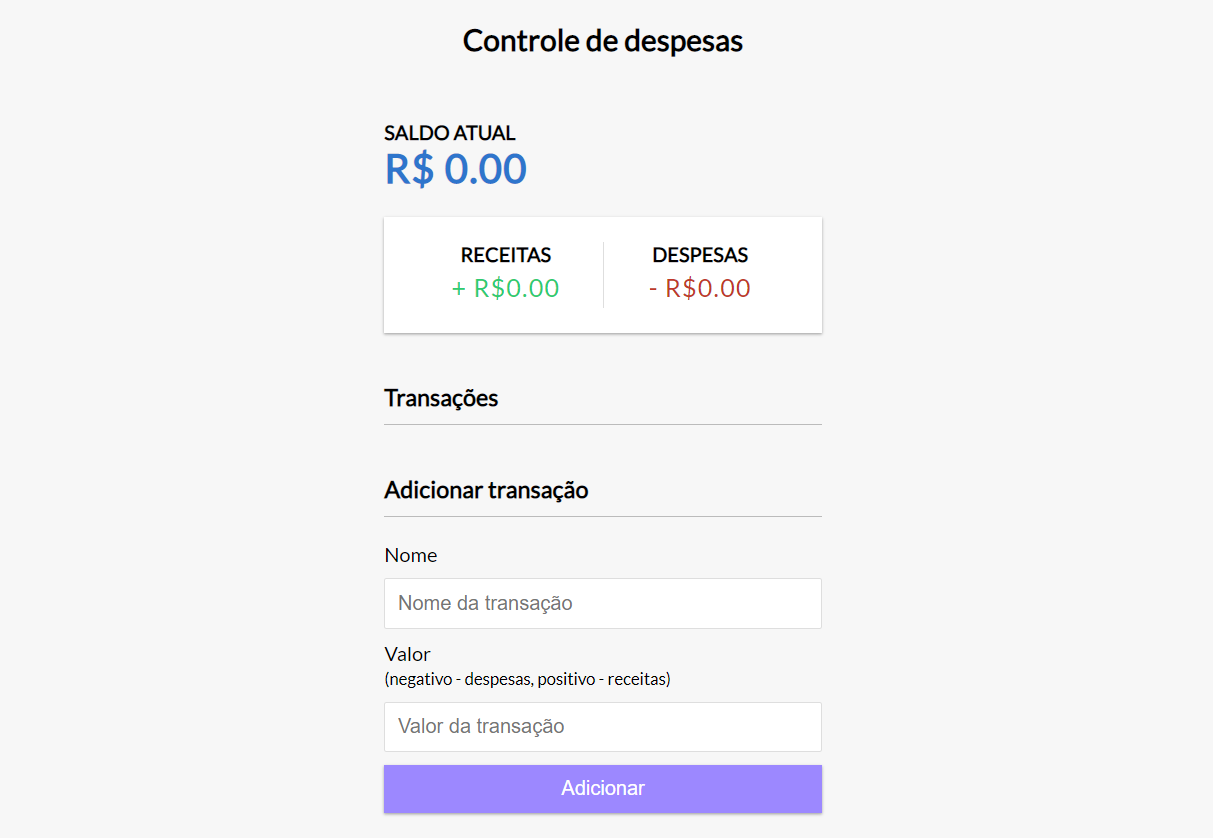 Controle de despesas
SALDO ATUAL
R$ 0.00
RECEITAS
+ R$0.00
DESPESAS
- R$0.00
Transações
Adicionar transação
Nome
Nome da transação
Valor
(negativo - despesas, positivo - receitas)
Valor da transação
Adicionar